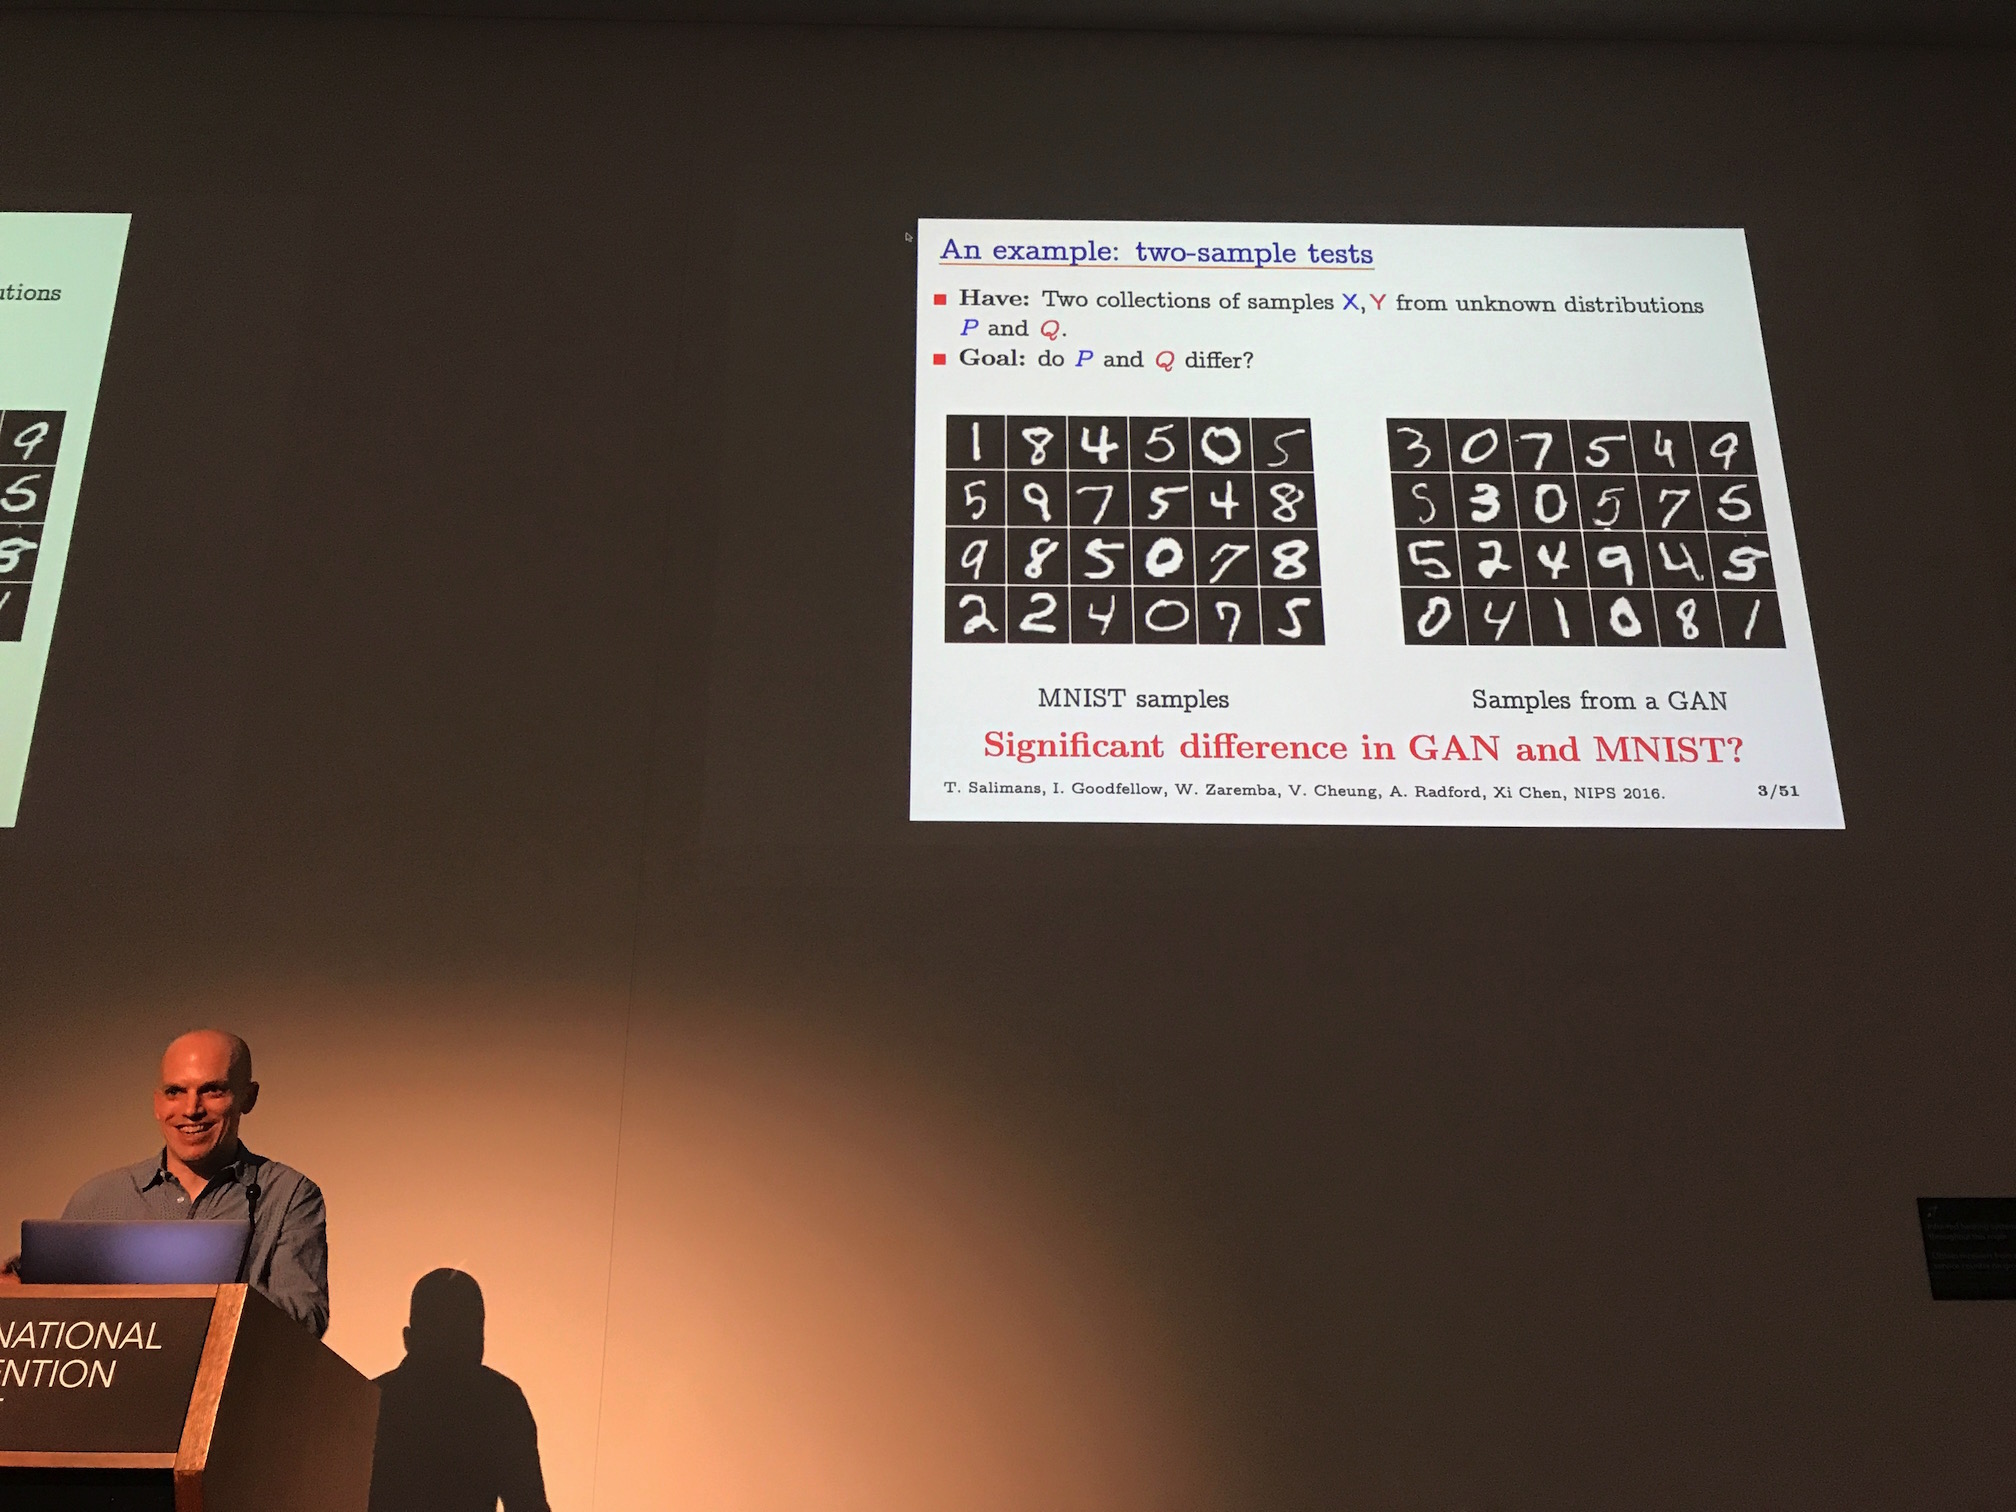 utions
9
5
An example: two-sample tests
Have: Two collections of samples X, Y from unknown distributions
P and Q.
Goal: do P and Q differ?
1 8 4 5 0 5
5 9 7 5 4 8
9 8 5 0 7 8
2 2 4 0 7 5
3 0 7 5 4 9
5 3 0 5 7 5
5 2 4 9 4 5
0 4 1 0 8 1
MNIST samples
Samples from a GAN
Significant difference in GAN and MNIST?
T. Salimans, I. Goodfellow, W. Zaremba, V. Cheung, A. Radford, Xi Chen, NIPS 2016.
3/51
NATIONAL
ENTION